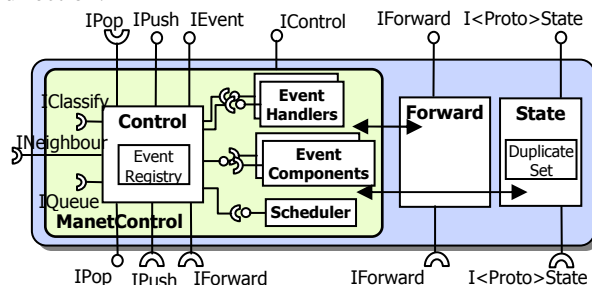 IPop IPush IEvent IControl IForward I<Proto>State
IClassify
INeighbour
IQueue
Control
Event
Registry
ManetControl
Event
Handlers
Event
Components
Scheduler
Forward
State
Duplicate
Set
IPop IPush IForward IForward I<Proto>State